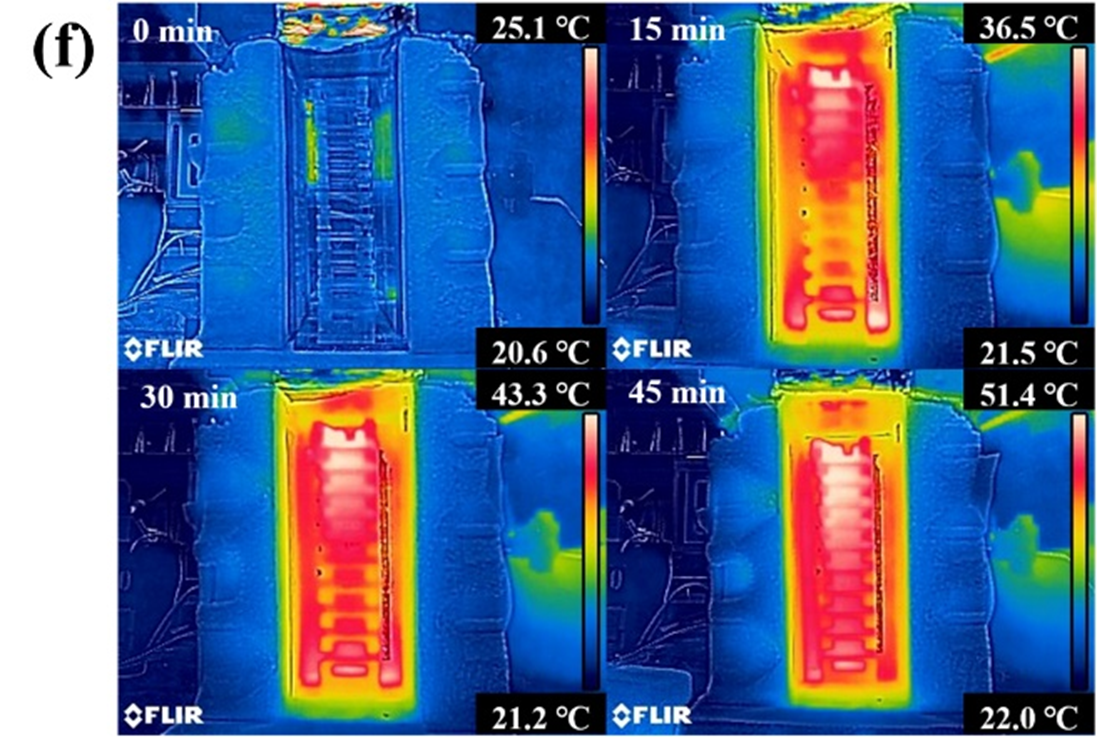 (f)
0 min
25.1 °C
20.6 °C
FLIR
15 min
36.5 °C
21.5 °C
FLIR
30 min
43.3 °C
21.2 °C
FLIR
45 min
51.4 °C
22.0 °C
FLIR